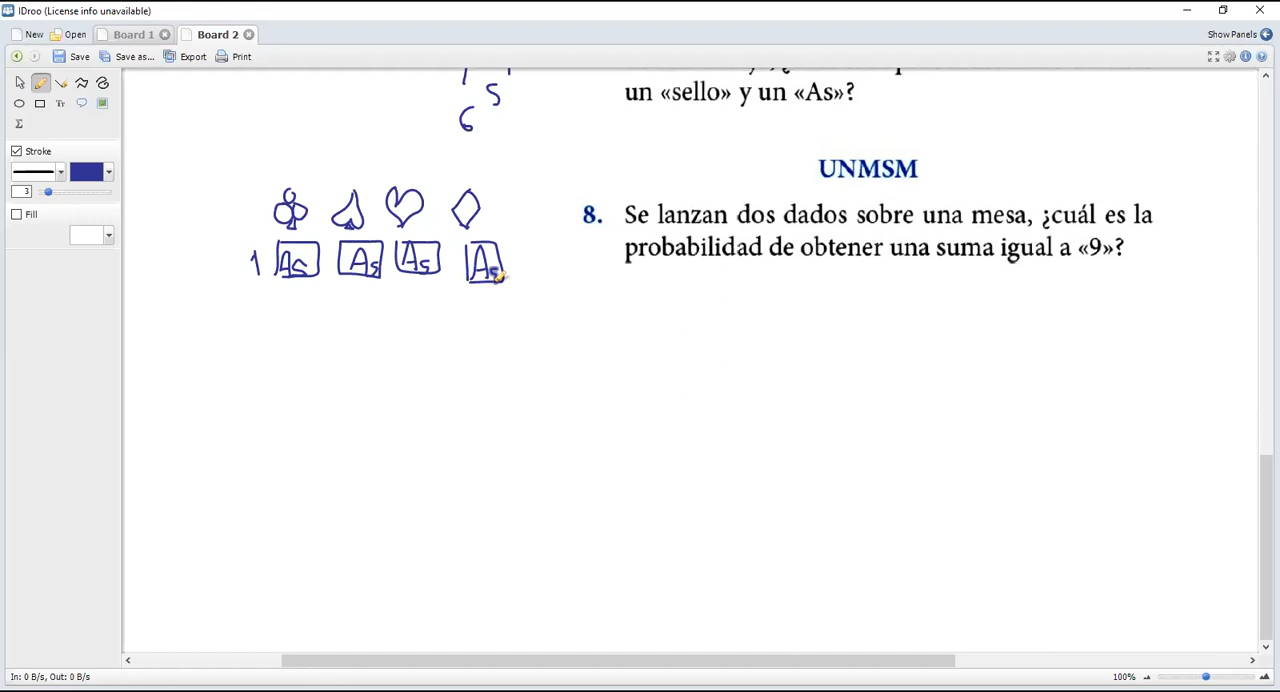 IDroo (License info unavailable)
New Open Board 1 Board 2 Show Panels
Save Save as... Export Print
un «sello» y un «As»?
5
6
Tr
Σ
Stroke
3
Fill
UNMSM
8. Se lanzan dos dados sobre una mesa, ¿cuál es la
probabilidad de obtener una suma igual a «9»?
1 As As As As
In: 0 B/s, Out: 0 B/s 100%